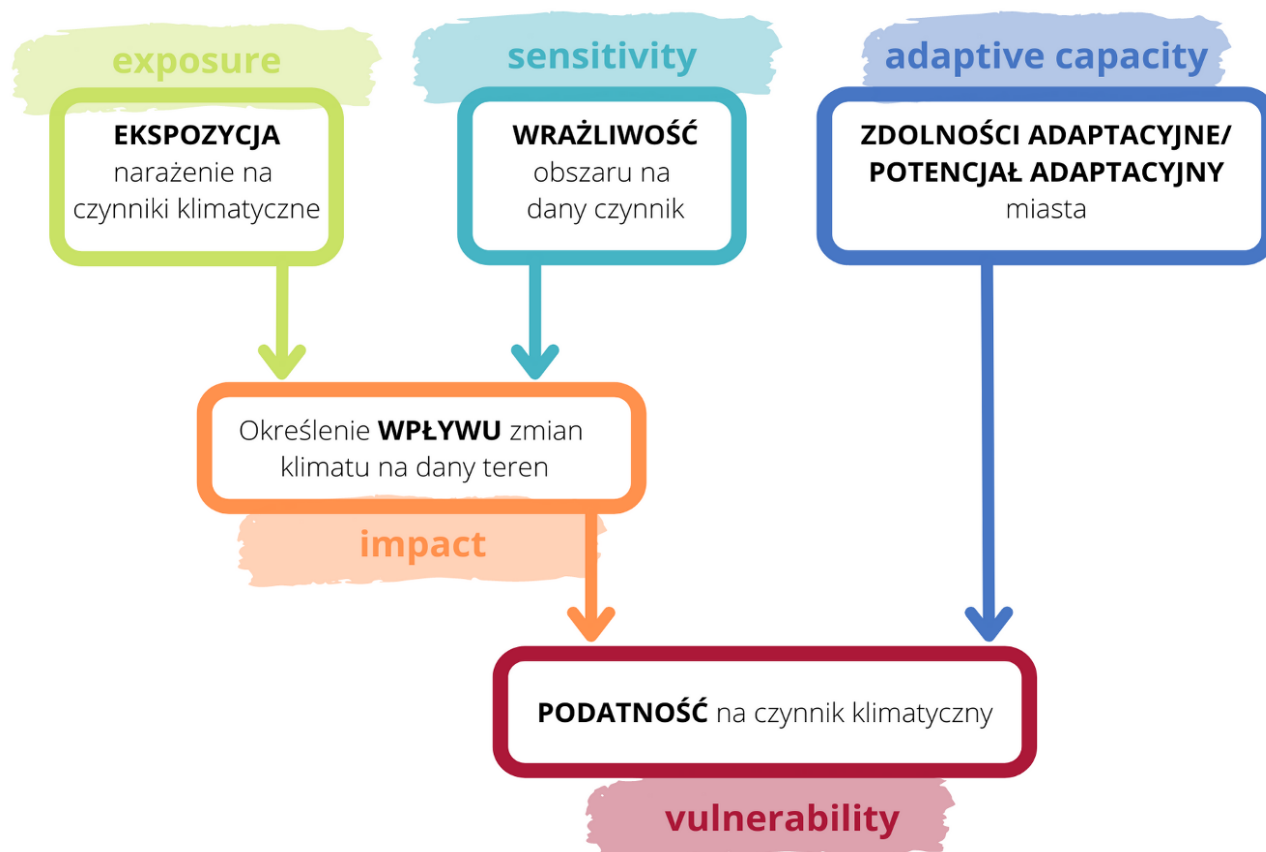 exposure
EKSPOZYCJA
narażenie na
czynniki klimatyczne
sensitivity
WRAŻLIWOŚĆ
obszaru na
dany czynnik
adaptive capacity
ZDOLNOŚCI ADAPTACYJNE/
POTENCJAŁ ADAPTACYJNY
miasta
Określenie WPŁYWU zmian
klimatu na dany teren
impact
PODATNOŚĆ na czynnik klimatyczny
vulnerability